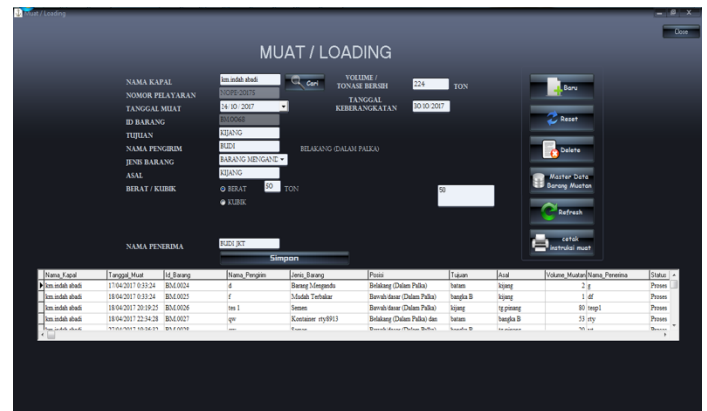 Muat / Loading
Close
MUAT / LOADING
NAMA KAPAL km.indah abadi Cari VOLUME / TONASE BERSIH 224 TON
NOMOR PELAYARAN NOPE-20175
TANGGAL MUAT 24/10/2017 TANGGAL KEBERANGKATAN 30/10/2017
ID BARANG BM.0068
TUJUAN KIJANG
NAMA PENGIRIM BUDI BILAKANG (DALAM PALKA)
JENIS BARANG BARANG MENGAND
ASAL KIJANG
BERAT / KUBIK BERAT 50 TON 50
KUBIK
NAMA PENERIMA BUDI JKT
Simpan
Baru
Reset
Delete
Master Data Barang Muatan
Refresh
cetak instruksi muat
Nama_Kapal Tanggal_Muat Id_Barang Nama_Pengirim Jenis_Barang Posisi Tujuan Asal Volume_Muatan Nama_Penerima Status
km.indah abadi 17/04/2017 0:33:24 BM.0024 d Barang Mengandu Belakang (Dalam Palka) batam kijang 2 g Proses
km.indah abadi 18/04/2017 0:33:24 BM.0025 f Mudah Terbakar Bawah/dasar (Dalam Palka) bangka B kijang 1 df Proses
km.indah abadi 18/04/2017 20:19:25 BM.0026 tes 1 Semen Bawah/dasar (Dalam Palka) kijang tg.pinang 80 tesp1 Proses
km.indah abadi 18/04/2017 22:34:28 BM.0027 qw Kontainer rty8913 Belakang (Dalam Palka) dan batam bangka B 53 rty Proses